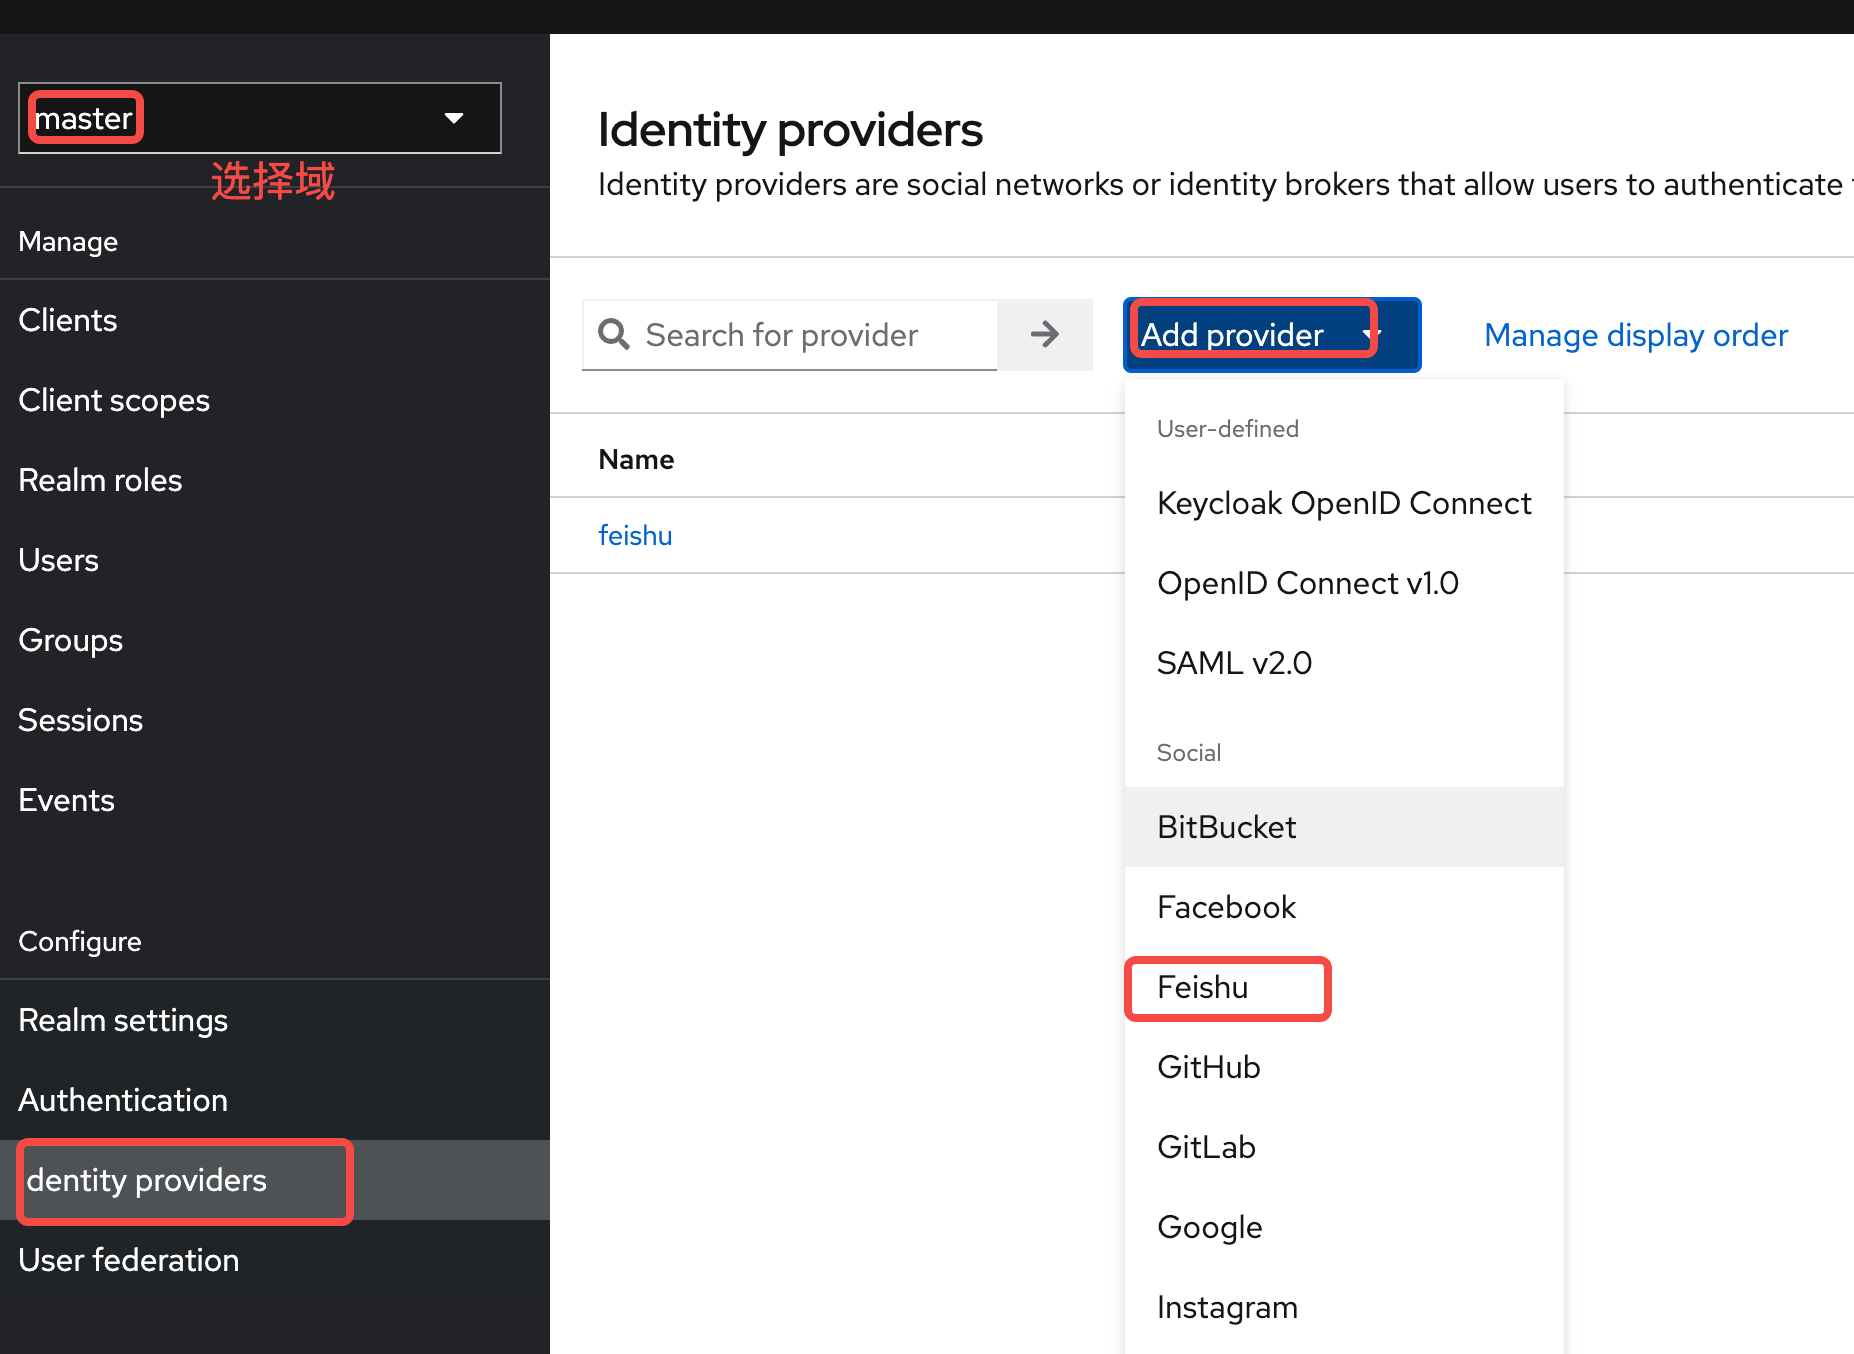 master
选择域
Manage
Clients
Client scopes
Realm roles
Users
Groups
Sessions
Events
Configure
Realm settings
Authentication
dentity providers
User federation
Identity providers
Identity providers are social networks or identity brokers that allow users to authenticate
Search for provider
Add provider
Manage display order
Name
feishu
User-defined
Keycloak OpenID Connect
OpenID Connect v1.0
SAML v2.0
Social
BitBucket
Facebook
Feishu
GitHub
GitLab
Google
Instagram